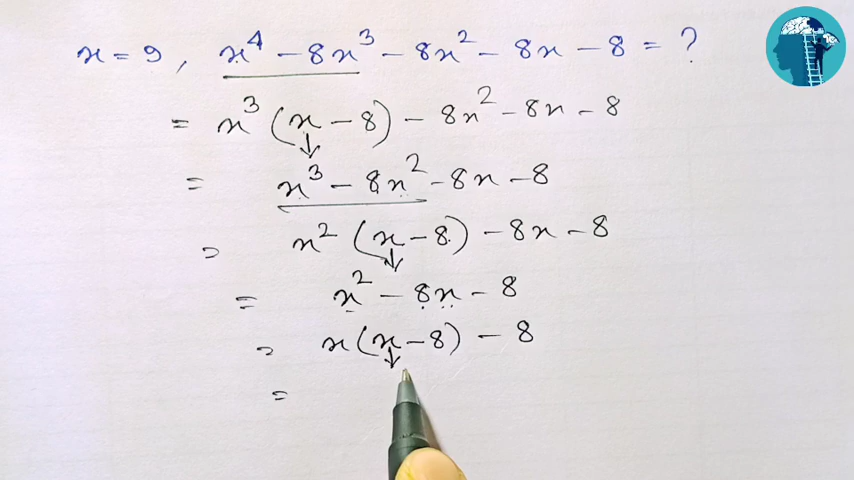 x = 9 , x⁴ - 8x³ - 8x² - 8x - 8 = ?
= x³ (x - 8) - 8x² - 8x - 8
= x³ - 8x² - 8x - 8
= x² (x - 8) - 8x - 8
= x² - 8x - 8
= x (x - 8) - 8
=